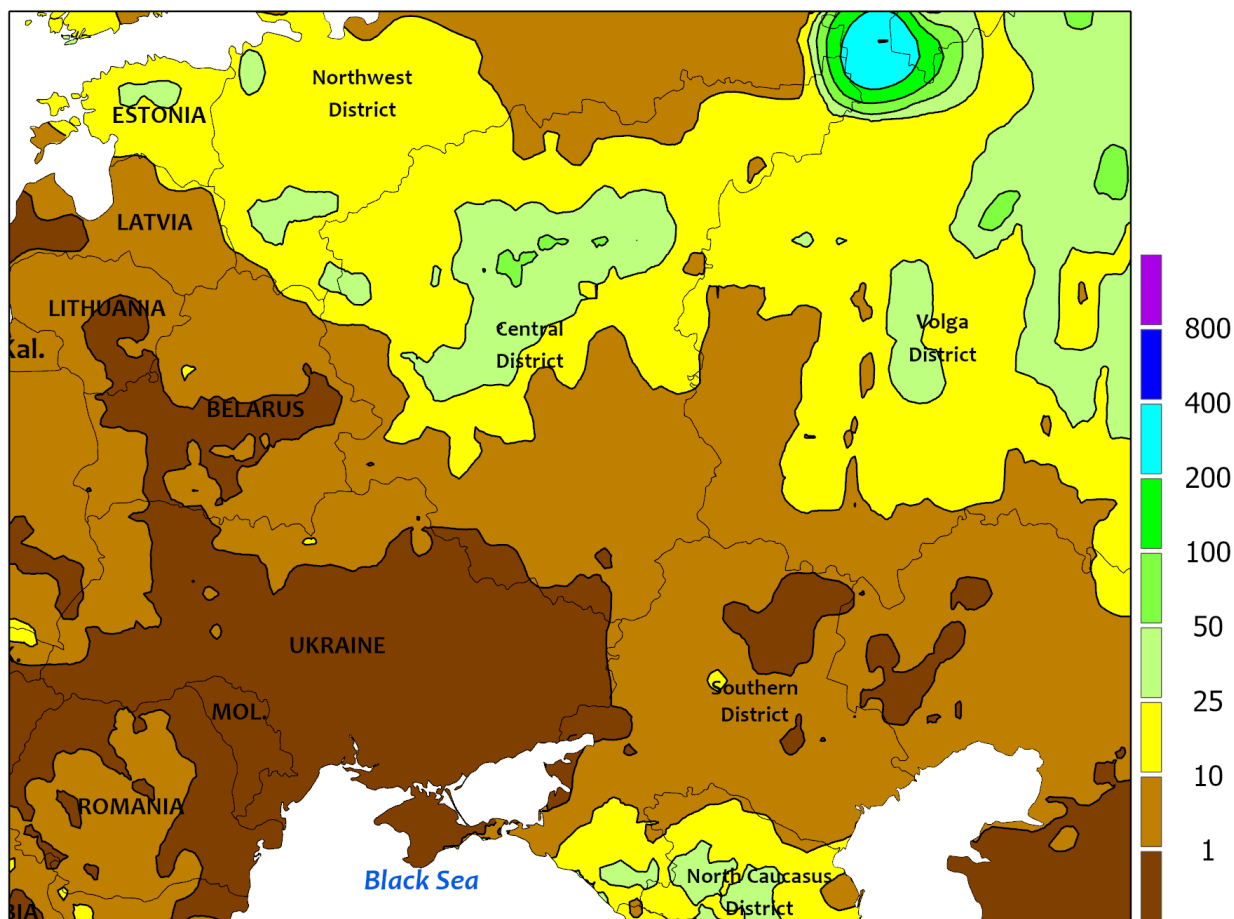 Northwest
District
ESTONIA
LATVIA
LITHUANIA
Kal.
Central
District
Volga
District
BELARUS
UKRAINE
Southern
District
MOL.
ROMANIA
Black Sea
North Caucasus
District
BIA
800
400
200
100
50
25
10
1